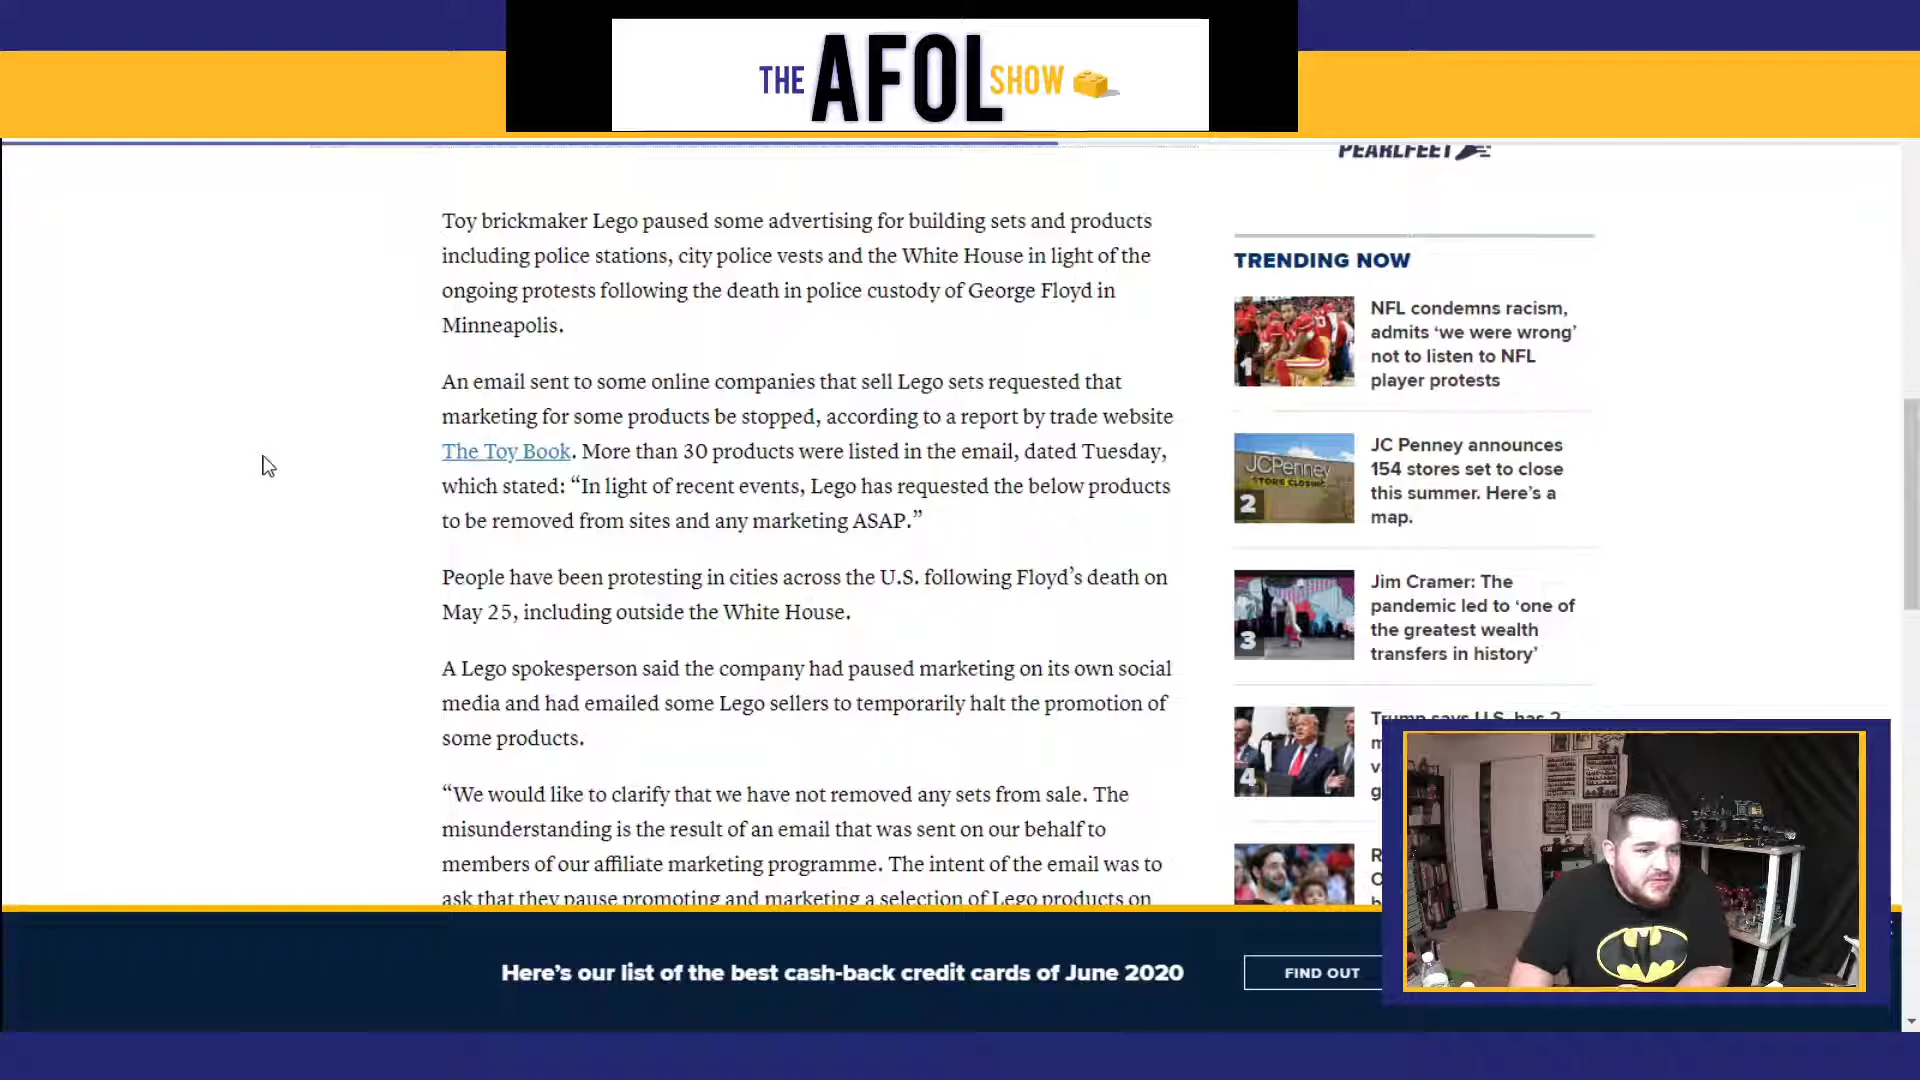 THE AFOL SHOW
PEARLFEET
Toy brickmaker Lego paused some advertising for building sets and products
including police stations, city police vests and the White House in light of the
ongoing protests following the death in police custody of George Floyd in
Minneapolis.
An email sent to some online companies that sell Lego sets requested that
marketing for some products be stopped, according to a report by trade website
The Toy Book. More than 30 products were listed in the email, dated Tuesday,
which stated: “In light of recent events, Lego has requested the below products
to be removed from sites and any marketing ASAP.”
People have been protesting in cities across the U.S. following Floyd’s death on
May 25, including outside the White House.
A Lego spokesperson said the company had paused marketing on its own social
media and had emailed some Lego sellers to temporarily halt the promotion of
some products.
“We would like to clarify that we have not removed any sets from sale. The
misunderstanding is the result of an email that was sent on our behalf to
members of our affiliate marketing programme. The intent of the email was to
ask that they pause promoting and marketing a selection of Lego products on
TRENDING NOW
1
NFL condemns racism,
admits ‘we were wrong’
not to listen to NFL
player protests
JCPenney
STORE CLOSING
2
JC Penney announces
154 stores set to close
this summer. Here’s a
map.
3
Jim Cramer: The
pandemic led to ‘one of
the greatest wealth
transfers in history’
4
Trump says U.S. has 2
Here’s our list of the best cash-back credit cards of June 2020
FIND OUT